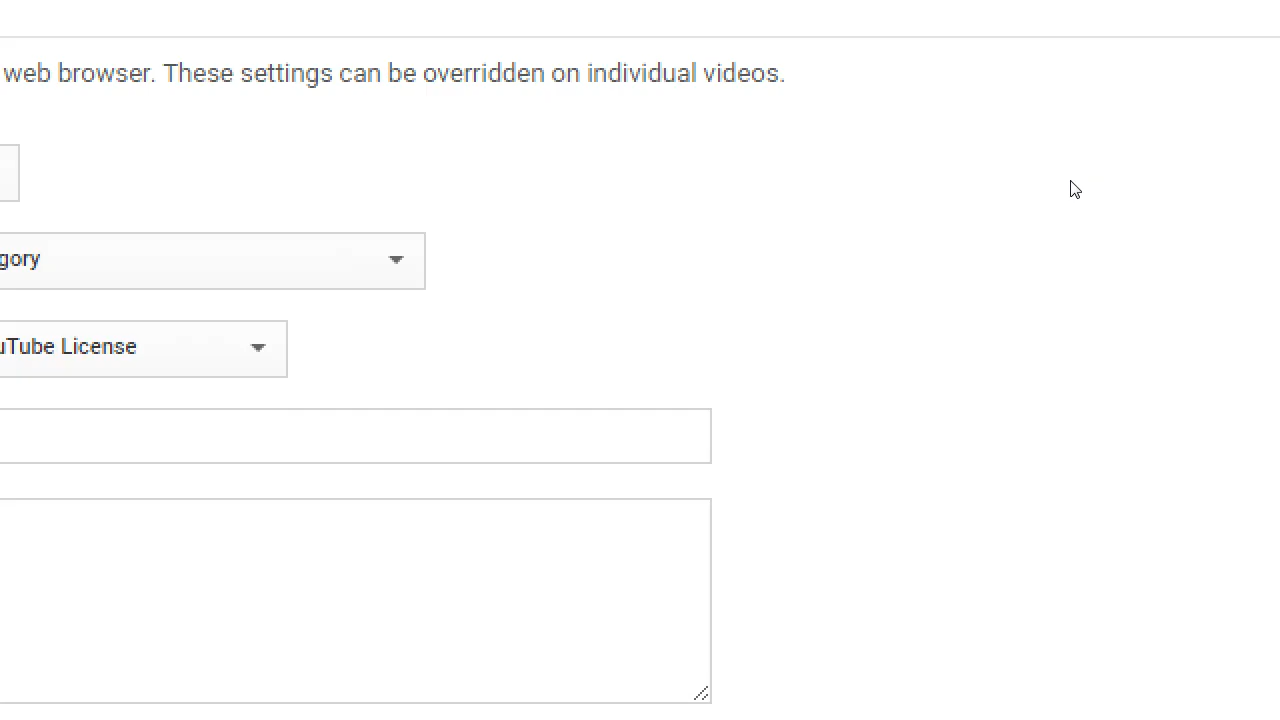 web browser. These settings can be overridden on individual videos.
gory
uTube License